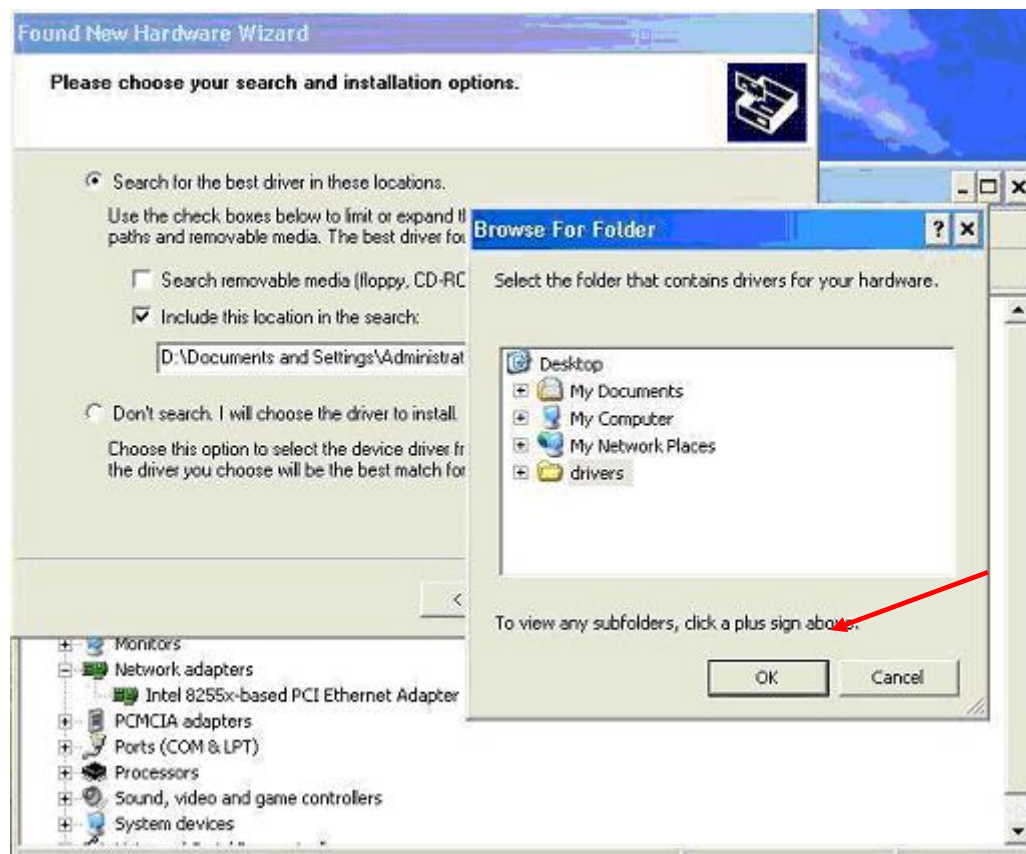 Found New Hardware Wizard
Please choose your search and installation options.
Search for the best driver in these locations.
Use the check boxes below to limit or expand
paths and removable media. The best driver
Search removable media (floppy, CD-
Include this location in the search:
D:\Documents and Settings\Administrat
Don't search. I will choose the driver to install.
Choose this option to select the device driver
the driver you choose will be the best match for
<
Browse For Folder
Select the folder that contains drivers for your hardware.
Desktop
My Documents
My Computer
My Network Places
drivers
To view any subfolders, click a plus sign above.
OK
Cancel
Monitors
Network adapters
Intel 8255x-based PCI Ethernet Adapter
PCMCIA adapters
Ports (COM & LPT)
Processors
Sound, video and game controllers
System devices